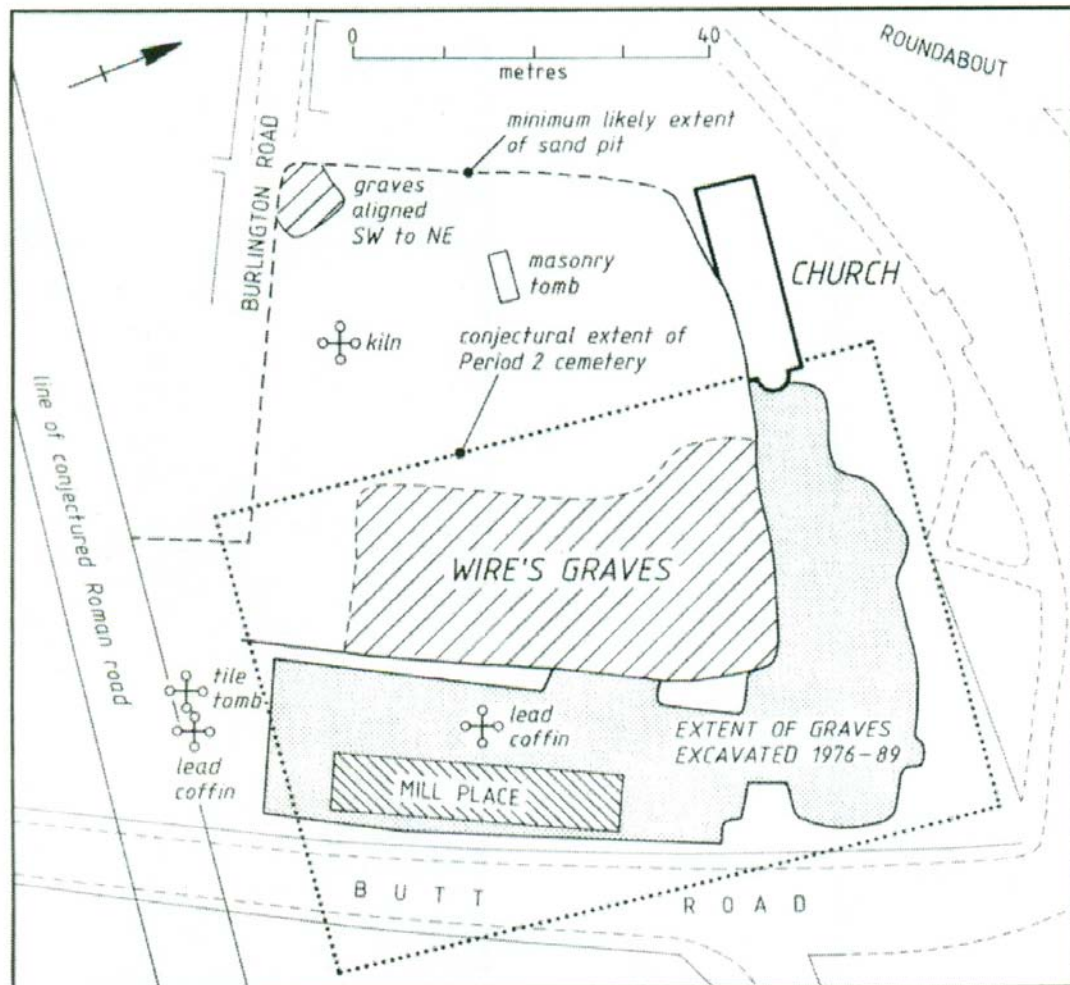 0 40
metres
ROUNDABOUT
BURLINGTON ROAD
minimum likely extent
of sand pit
graves
aligned
SW to NE
masonry
tomb
CHURCH
kiln
conjectural extent of
Period 2 cemetery
line of conjectured Roman road
WIRE'S GRAVES
tile
tomb
lead
coffin
lead
coffin
EXTENT OF GRAVES
EXCAVATED 1976-89
MILL PLACE
BUTT ROAD